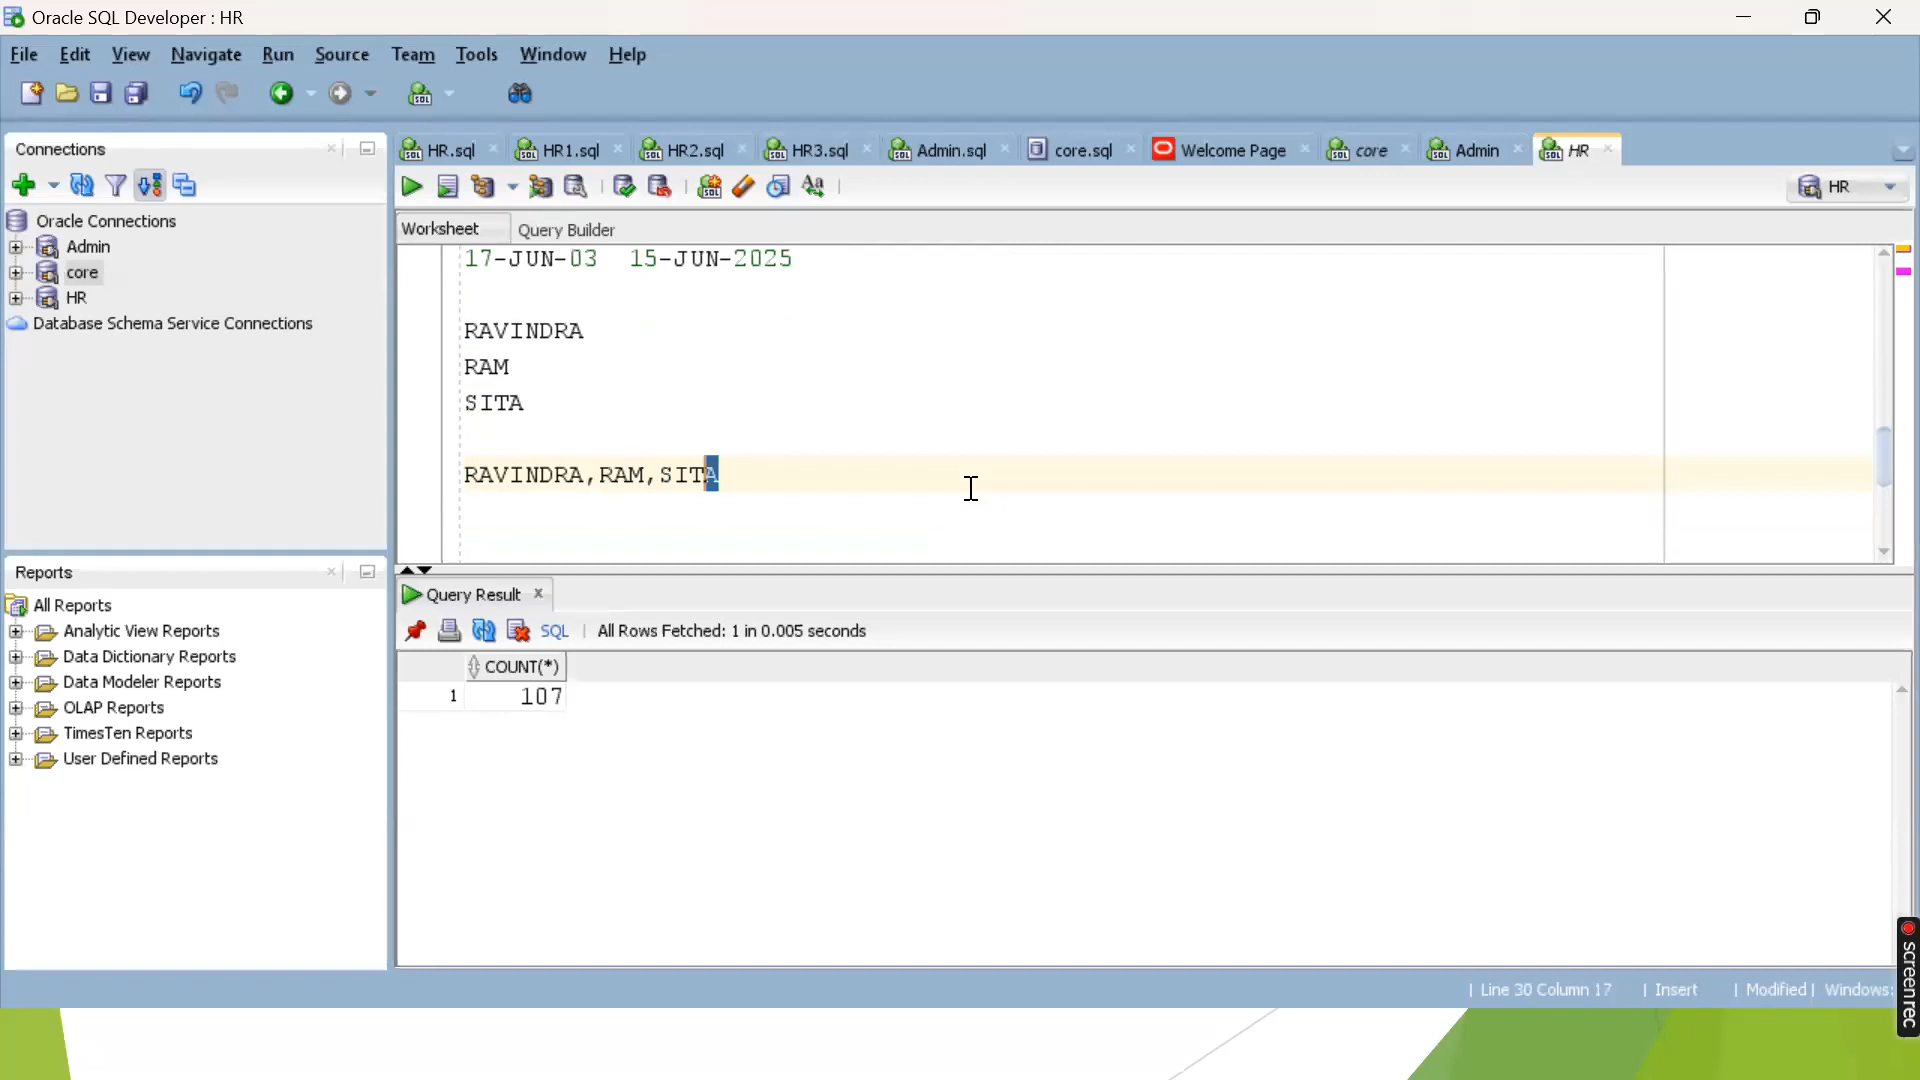 Oracle SQL Developer : HR
File Edit View Navigate Run Source Team Tools Window Help
Connections
Oracle Connections
Admin
core
HR
Database Schema Service Connections
Reports
All Reports
Analytic View Reports
Data Dictionary Reports
Data Modeler Reports
OLAP Reports
TimesTen Reports
User Defined Reports
HR.sql HR1.sql HR2.sql HR3.sql Admin.sql core.sql Welcome Page core Admin HR
HR
Worksheet Query Builder
17-JUN-03 15-JUN-2025
RAVINDRA
RAM
SITA
RAVINDRA,RAM,SITA
Query Result
SQL | All Rows Fetched: 1 in 0.005 seconds
COUNT(*)
1 107
| Line 30 Column 17 | Insert | Modified | Windows:
screenrec